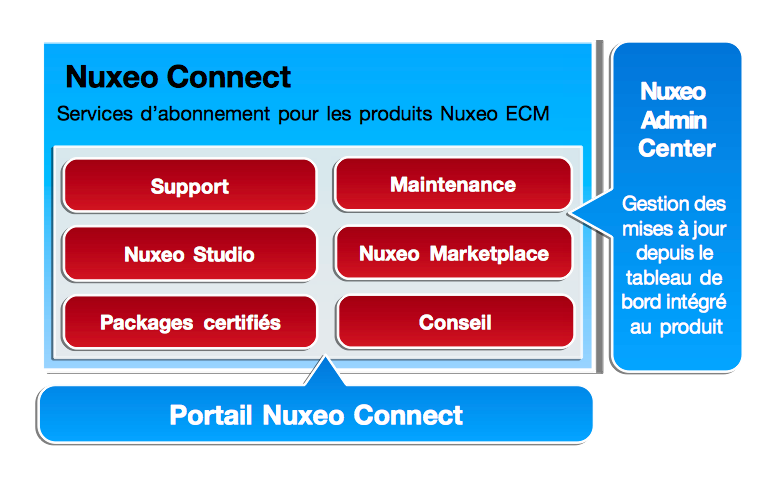 Nuxeo Connect
Services d'abonnement pour les produits Nuxeo ECM
Support
Maintenance
Nuxeo Studio
Nuxeo Marketplace
Packages certifiés
Conseil
Portail Nuxeo Connect
Nuxeo
Admin
Center
Gestion des
mises à jour
depuis le
tableau de
bord intégré
au produit